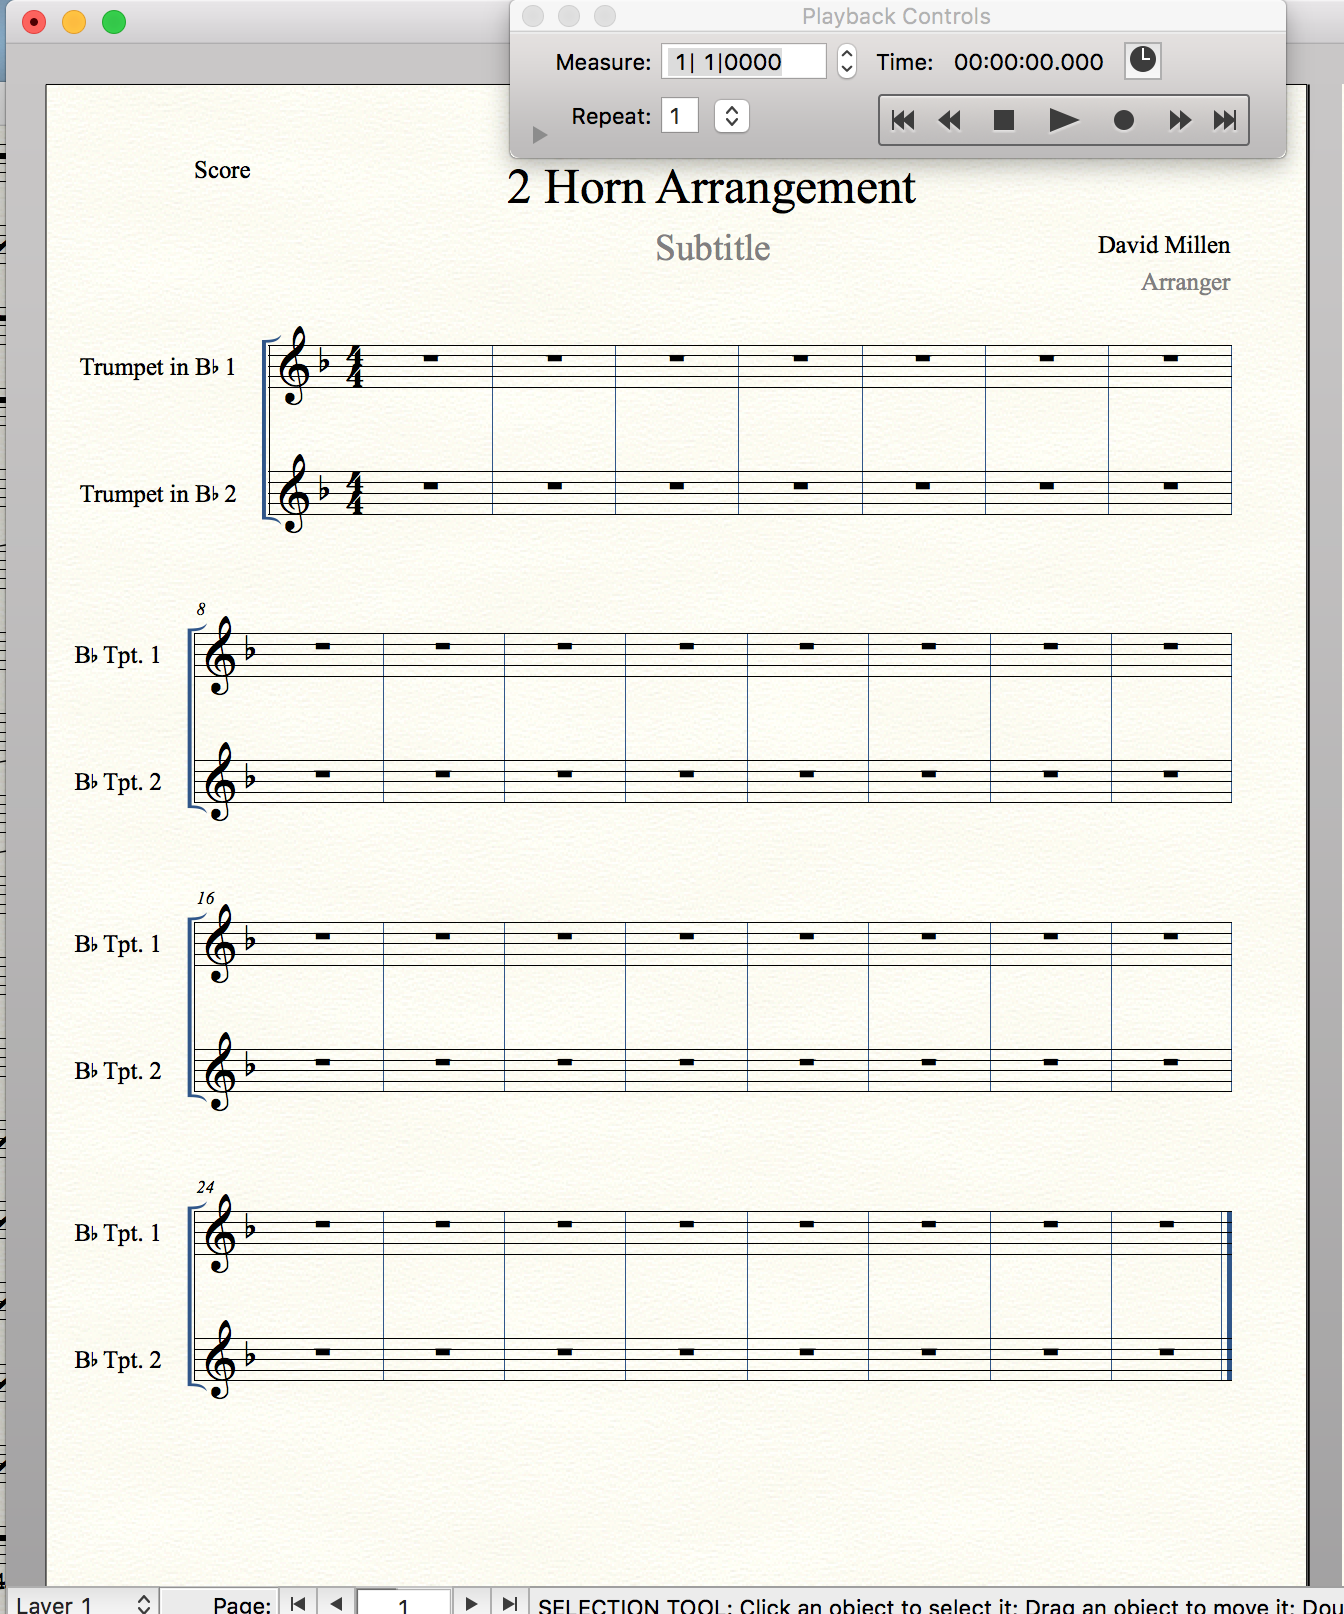 Playback Controls
Measure: 1| 1|0000 Time: 00:00:00.000
Repeat: 1
Score
2 Horn Arrangement
Subtitle
David Millen
Arranger
Trumpet in B♭ 1
Trumpet in B♭ 2
8
B♭ Tpt. 1
B♭ Tpt. 2
16
B♭ Tpt. 1
B♭ Tpt. 2
24
B♭ Tpt. 1
B♭ Tpt. 2
Layer 1 Page: 1 SELECTION TOOL: Click an object to select it; Drag an object to move it; Dou